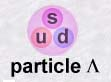 s
u d
particle Λ